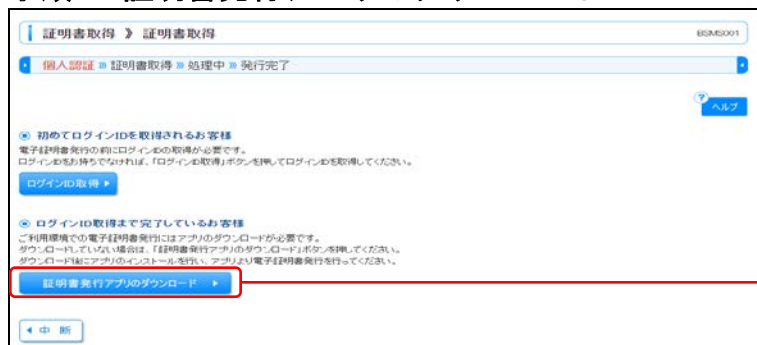 証明書取得 》 証明書取得
BSMS001
個人認証 » 証明書取得 » 処理中 » 発行完了
?
ヘルプ
初めてログインIDを取得されるお客様
電子証明書発行の前にログインIDの取得が必要です。
ログインIDをお持ちでなければ、「ログインID取得」ボタンを押してログインIDを取得してください。
ログインID取得
ログインID取得まで完了しているお客様
ご利用環境での電子証明書発行にはアプリのダウンロードが必要です。
ダウンロードしていない場合は、「証明書発行アプリのダウンロード」ボタンを押してください。
ダウンロード後にアプリのインストールを行い、アプリより電子証明書発行を行ってください。
証明書発行アプリのダウンロード
中 断